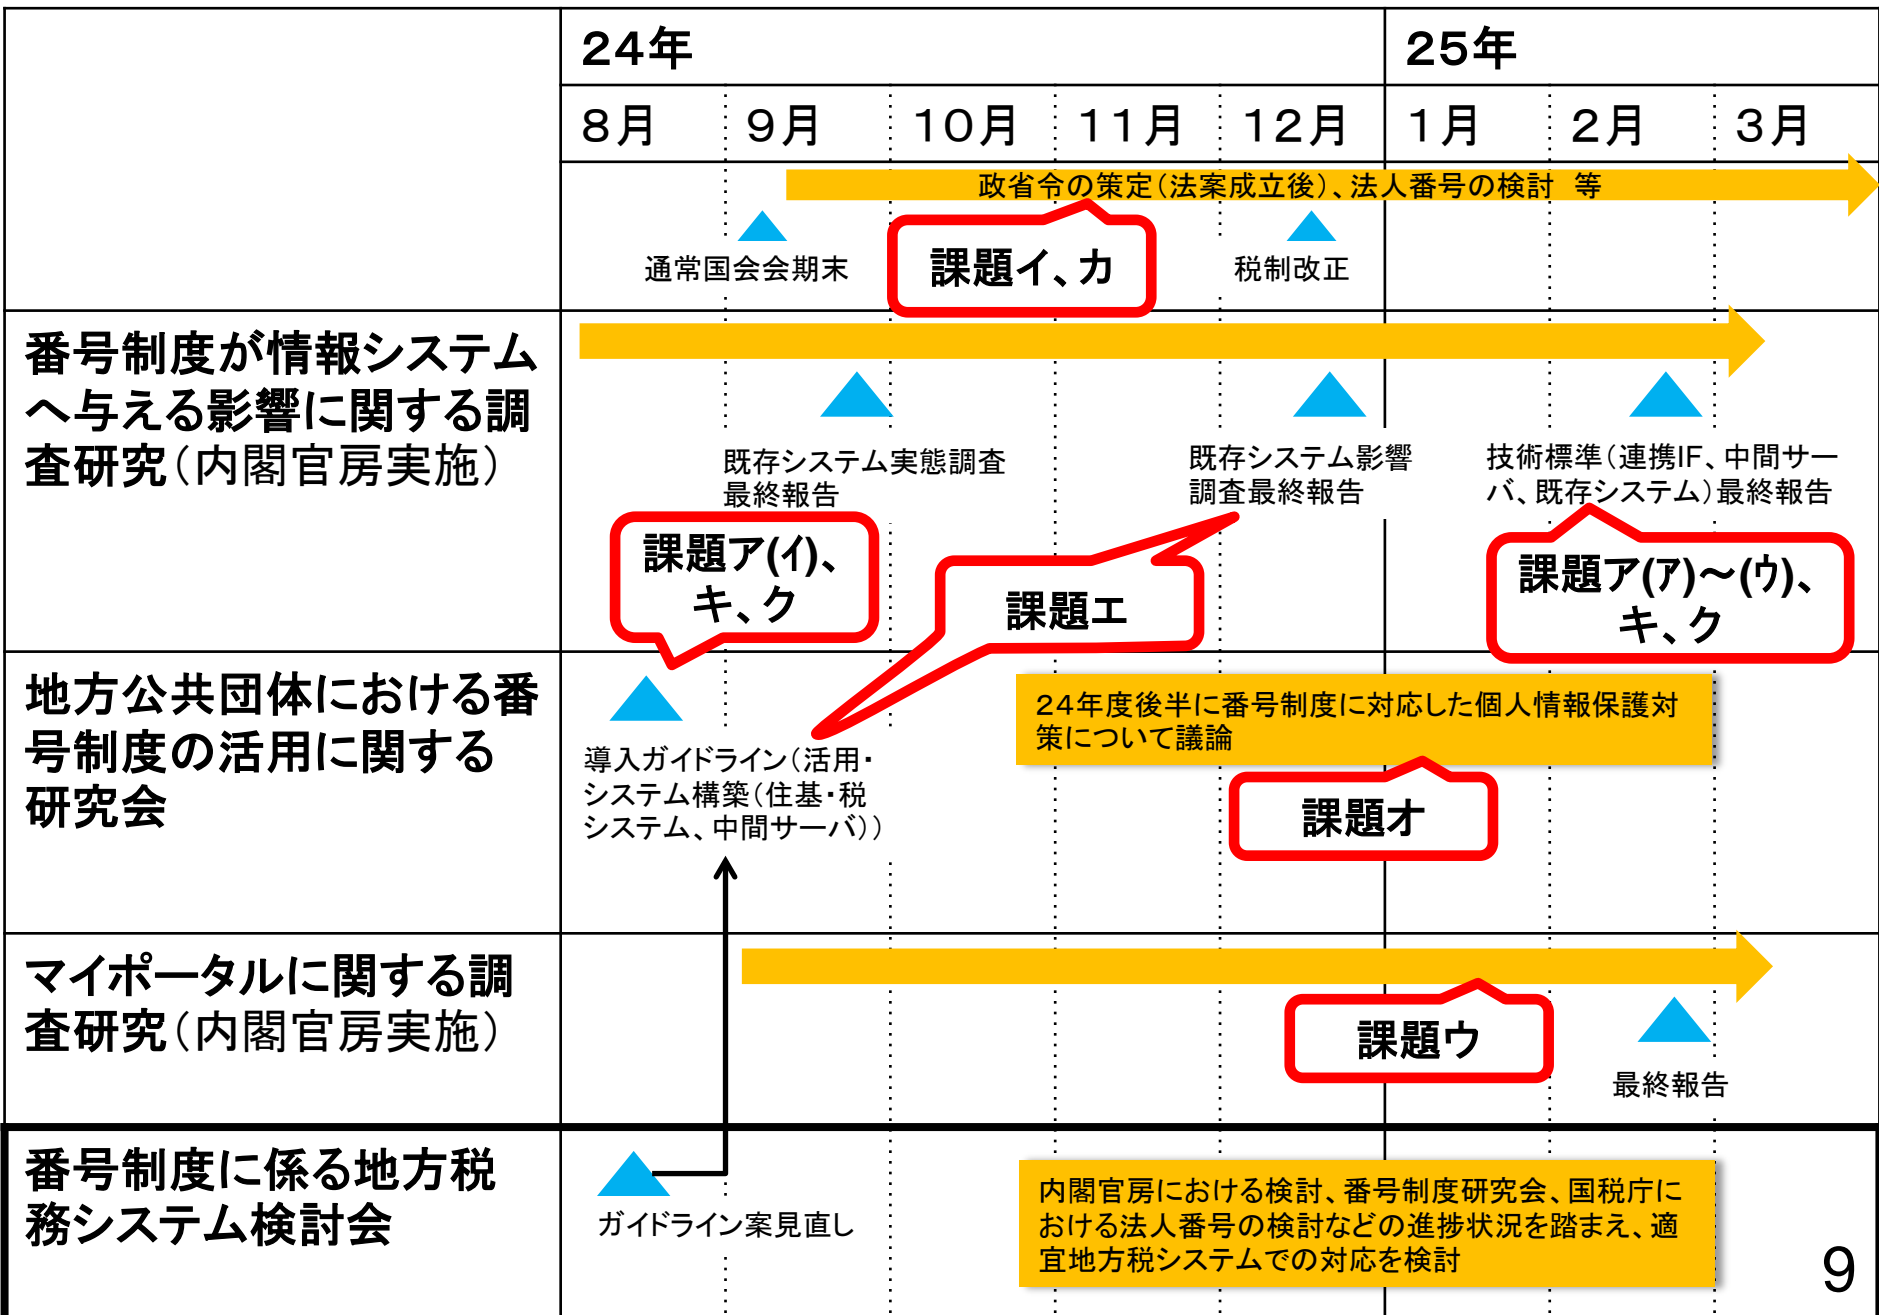 24年
25年
8月
9月
10月
11月
12月
1月
2月
3月
政省令の策定（法案成立後）、法人番号の検討　等
通常国会会期末
課題イ、カ
税制改正
番号制度が情報システム
へ与える影響に関する調
査研究（内閣官房実施）
既存システム実態調査
最終報告
既存システム影響
調査最終報告
技術標準（連携IF、中間サー
バ、既存システム）最終報告
課題ア(ｲ)、
キ、ク
課題エ
課題ア(ｱ)～(ｳ)、
キ、ク
地方公共団体における番
号制度の活用に関する
研究会
導入ガイドライン（活用・
システム構築（住基・税
システム、中間サーバ））
24年度後半に番号制度に対応した個人情報保護対
策について議論
課題オ
マイポータルに関する調
査研究（内閣官房実施）
課題ウ
最終報告
番号制度に係る地方税
務システム検討会
ガイドライン案見直し
内閣官房における検討、番号制度研究会、国税庁に
おける法人番号の検討などの進捗状況を踏まえ、適
宜地方税システムでの対応を検討
9